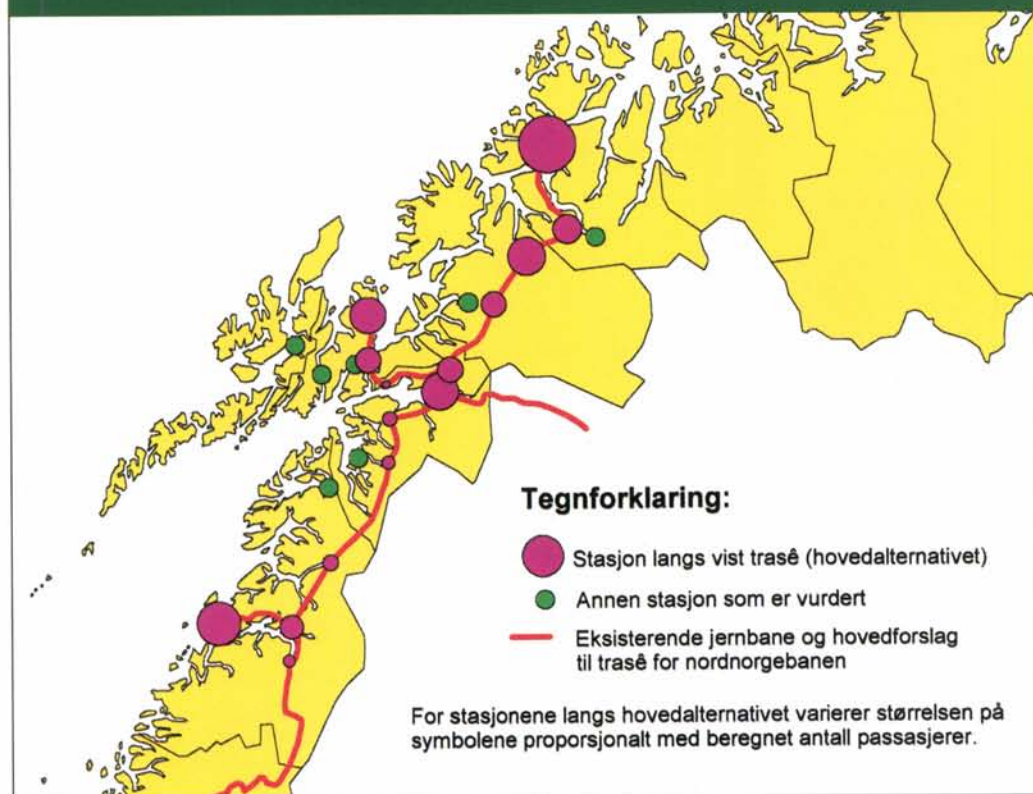 Tegnforklaring:
Stasjon langs vist trasê (hovedalternativet)
Annen stasjon som er vurdert
Eksisterende jernbane og hovedforslag
til trasê for nordnorgebanen
For stasjonene langs hovedalternativet varierer størrelsen på
symbolene proporsjonalt med beregnet antall passasjerer.